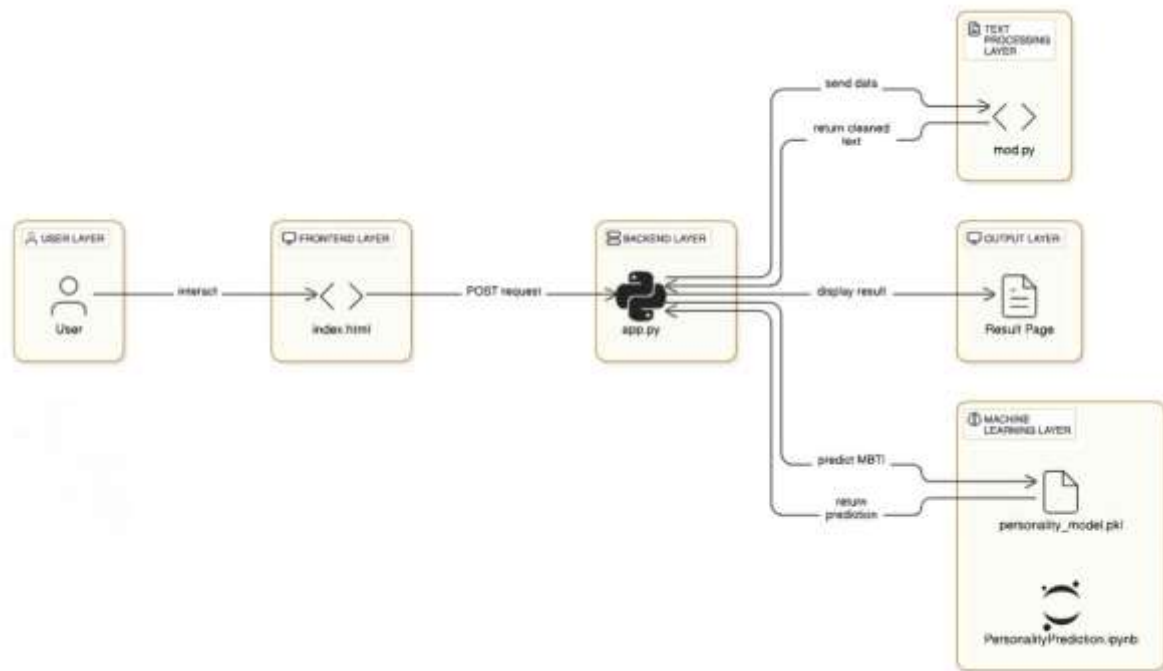 TEXT
PROCESSING
LAYER
send data
return cleaned
text
mod.py
USER LAYER
FRONTEND LAYER
BACKEND LAYER
OUTPUT LAYER
interact
POST request
display result
User
index.html
app.py
Result Page
MACHINE
LEARNING LAYER
predict MBTI
return
prediction
personality_model.pkl
PersonalityPrediction.ipynb